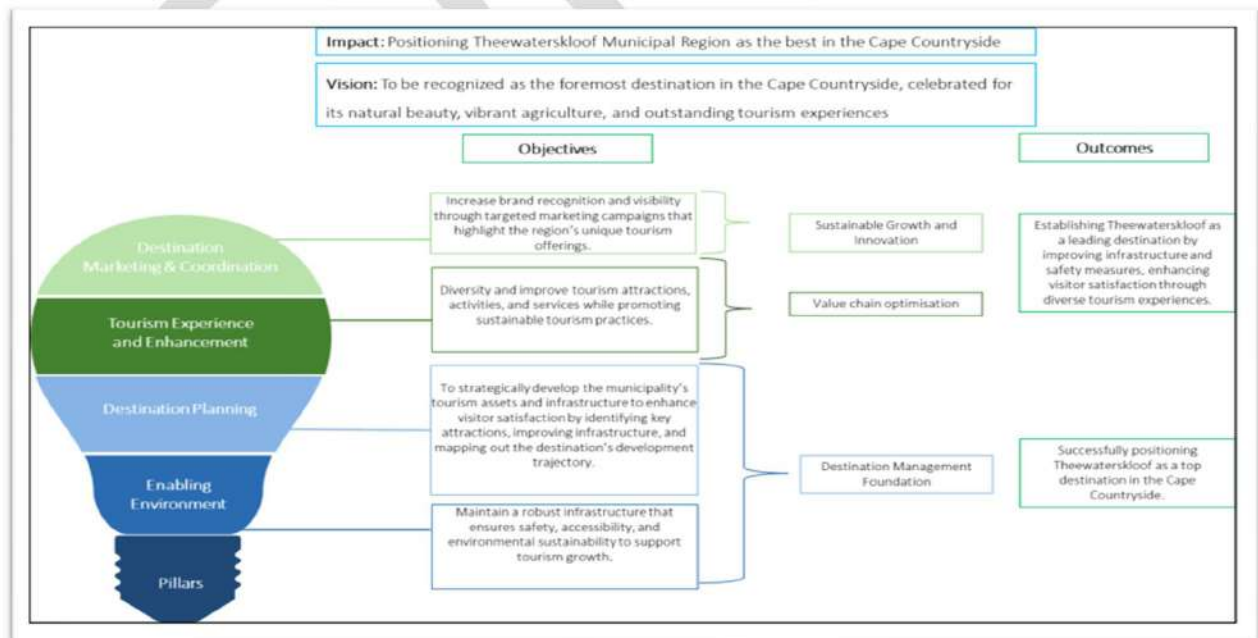 Impact: Positioning Theewaterskloof Municipal Region as the best in the Cape Countryside
Vision: To be recognized as the foremost destination in the Cape Countryside, celebrated for
its natural beauty, vibrant agriculture, and outstanding tourism experiences
Objectives
Outcomes
Destination
Marketing & Coordination
Increase brand recognition and visibility
through targeted marketing campaigns that
highlight the region's unique tourism
offerings.
Sustainable Growth and
Innovation
Establishing Theewaterskloof as
a leading destination by
improving infrastructure and
safety measures, enhancing
visitor satisfaction through
diverse tourism experiences.
Tourism Experience
and Enhancement
Diversity and improve tourism attractions,
activities, and services while promoting
sustainable tourism practices.
Value chain optimisation
Destination Planning
To strategically develop the municipality's
tourism assets and infrastructure to enhance
visitor satisfaction by identifying key
attractions, improving infrastructure, and
mapping out the destination's development
trajectory.
Destination Management
Foundation
Successfully positioning
Theewaterskloof as a top
destination in the Cape
Countryside.
Enabling
Environment
Maintain a robust infrastructure that
ensures safety, accessibility, and
environmental sustainability to support
tourism growth.
Pillars